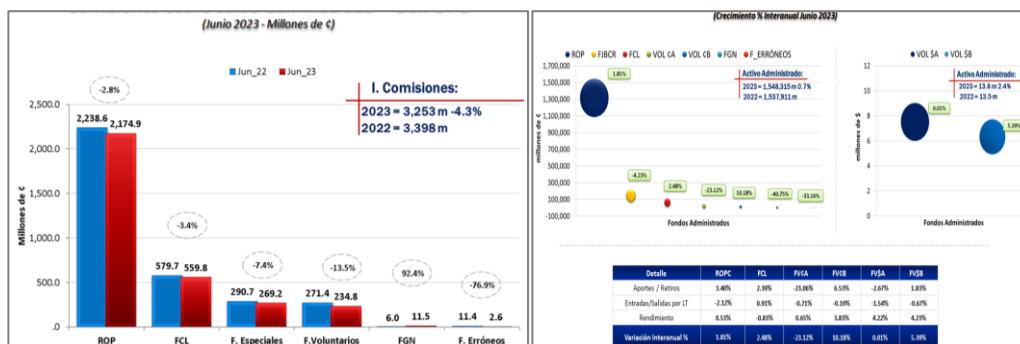 (Junio 2023 - Millones de ¢)
Jun_22 Jun_23
I. Comisiones:
2023 = 3,253 m -4.3%
2022 = 3,398 m
Millones de ¢
2,500.0
2,000.0
1,500.0
1,000.0
500.0
.0
-2.8%
2,238.6 2,174.9
-3.4%
579.7 559.8
-7.4%
290.7 269.2
-13.5%
271.4 234.8
92.4%
6.0 11.5
-76.9%
11.4 2.6
ROP FCL F. Especiales F.Voluntarios FGN F. Erróneos
(Crecimiento % Interanual Junio 2023)
ROP FJBCR FCL VOL ¢A VOL ¢B FGN F_ERRÓNEOS
millones de ¢
1,700,000
1,500,000
1,300,000
1,100,000
900,000
700,000
500,000
300,000
100,000
-100,000
1.81%
Activo Administrado:
2023 = 1,548,315 m 0.7%
2022 = 1,537,911 m
-4.23% 2.48% -23.12% 10.18% -40.75% -33.16%
Fondos Administrados
VOL $A VOL $B
millones de $
12
10
8
6
4
2
0
Activo Administrado:
2023 = 13.8 m 2.4%
2022 = 13.5 m
0.01%
5.39%
Fondos Administrados
Detalle ROPC FCL FV¢A FV¢B FV$A FV$B
Aportes / Retiros 3.40% 2.39% -23.06% 6.53% -2.67% 1.83%
Entradas/Salidas por LT -2.12% 0.91% -0.71% -0.19% -1.54% -0.67%
Rendimiento 0.53% -0.83% 0.65% 3.83% 4.22% 4.23%
Variación Interanual % 1.81% 2.48% -23.12% 10.18% 0.01% 5.39%